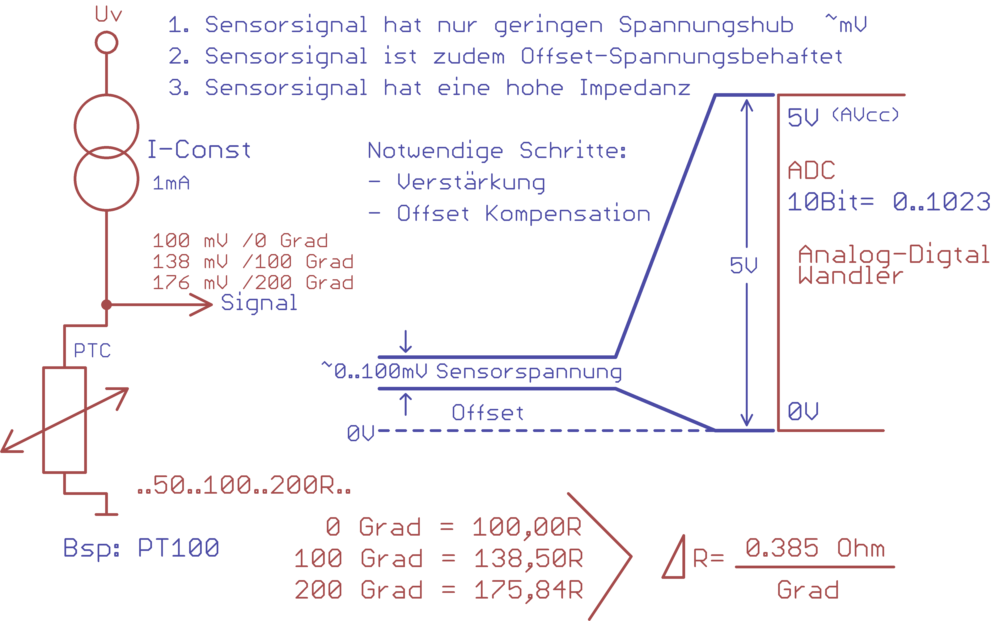 Uv
1. Sensorsignal hat nur geringen Spannungshub ~mV
2. Sensorsignal ist zudem Offset-Spannungsbehaftet
3. Sensorsignal hat eine hohe Impedanz
I-Const
1mA
Notwendige Schritte:
- Verstärkung
- Offset Kompensation
5V (AVcc)
ADC
10Bit= 0..1023
Analog-Digtal
Wandler
5V
0V
100 mV /0 Grad
138 mV /100 Grad
176 mV /200 Grad
Signal
PTC
~0..100mV Sensorspannung
Offset
0V
..50..100..200R..
Bsp: PT100
0 Grad = 100,00R
100 Grad = 138,50R
200 Grad = 175,84R
⊿R= 0.385 Ohm
Grad